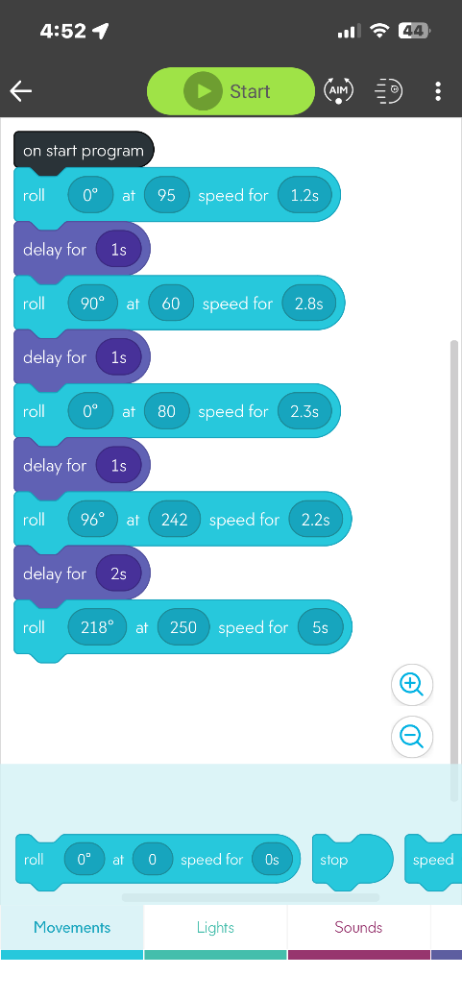 4:52
44
Start
AIM
on start program
roll 0° at 95 speed for 1.2s
delay for 1s
roll 90° at 60 speed for 2.8s
delay for 1s
roll 0° at 80 speed for 2.3s
delay for 1s
roll 96° at 242 speed for 2.2s
delay for 2s
roll 218° at 250 speed for 5s
roll 0° at 0 speed for 0s stop speed
Movements Lights Sounds